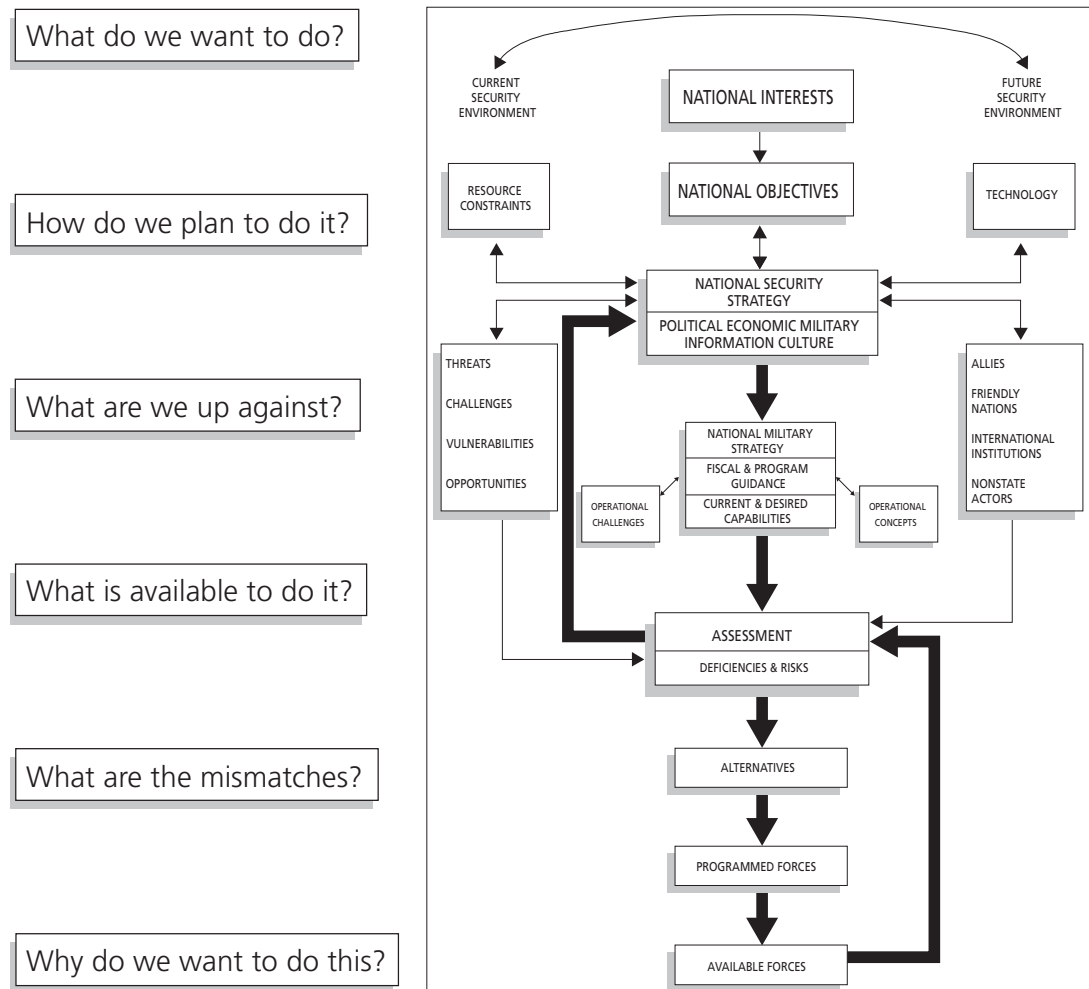 What do we want to do?
How do we plan to do it?
What are we up against?
What is available to do it?
What are the mismatches?
Why do we want to do this?
CURRENT
SECURITY
ENVIRONMENT
NATIONAL INTERESTS
FUTURE
SECURITY
ENVIRONMENT
RESOURCE
CONSTRAINTS
NATIONAL OBJECTIVES
TECHNOLOGY
NATIONAL SECURITY
STRATEGY
POLITICAL ECONOMIC MILITARY
INFORMATION CULTURE
THREATS
CHALLENGES
VULNERABILITIES
OPPORTUNITIES
ALLIES
FRIENDLY
NATIONS
INTERNATIONAL
INSTITUTIONS
NONSTATE
ACTORS
NATIONAL MILITARY
STRATEGY
FISCAL & PROGRAM
GUIDANCE
CURRENT & DESIRED
CAPABILITIES
OPERATIONAL
CHALLENGES
OPERATIONAL
CONCEPTS
ASSESSMENT
DEFICIENCIES & RISKS
ALTERNATIVES
PROGRAMMED FORCES
AVAILABLE FORCES